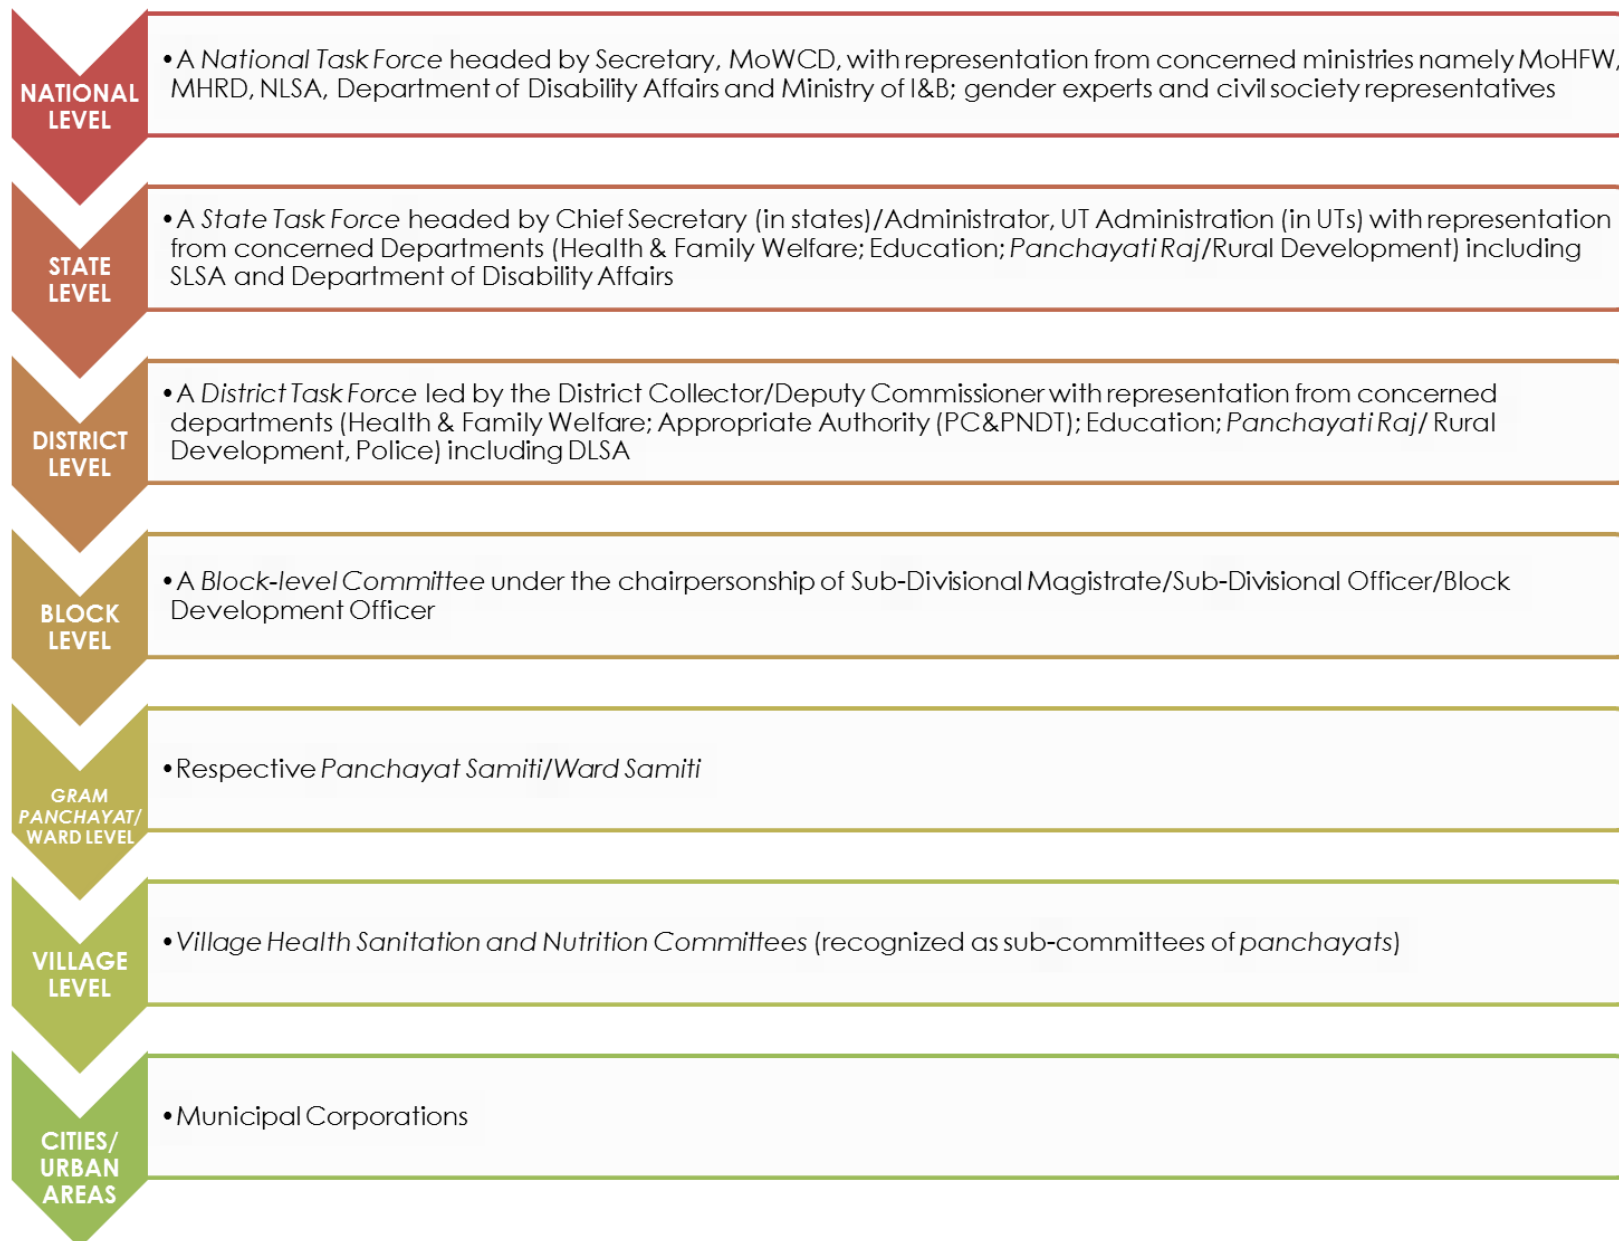 NATIONAL
LEVEL
•A National Task Force headed by Secretary, MoWCD, with representation from concerned ministries namely MoHFW,
MHRD, NLSA, Department of Disability Affairs and Ministry of I&B; gender experts and civil society representatives
STATE
LEVEL
•A State Task Force headed by Chief Secretary (in states)/Administrator, UT Administration (in UTs) with representation
from concerned Departments (Health & Family Welfare; Education; Panchayati Raj/Rural Development) including
SLSA and Department of Disability Affairs
DISTRICT
LEVEL
•A District Task Force led by the District Collector/Deputy Commissioner with representation from concerned
departments (Health & Family Welfare; Appropriate Authority (PC&PNDT); Education; Panchayati Raj/ Rural
Development, Police) including DLSA
BLOCK
LEVEL
•A Block-level Committee under the chairpersonship of Sub-Divisional Magistrate/Sub-Divisional Officer/Block
Development Officer
GRAM
PANCHAYAT/
WARD LEVEL
•Respective Panchayat Samiti/Ward Samiti
VILLAGE
LEVEL
•Village Health Sanitation and Nutrition Committees (recognized as sub-committees of panchayats)
CITIES/
URBAN
AREAS
•Municipal Corporations